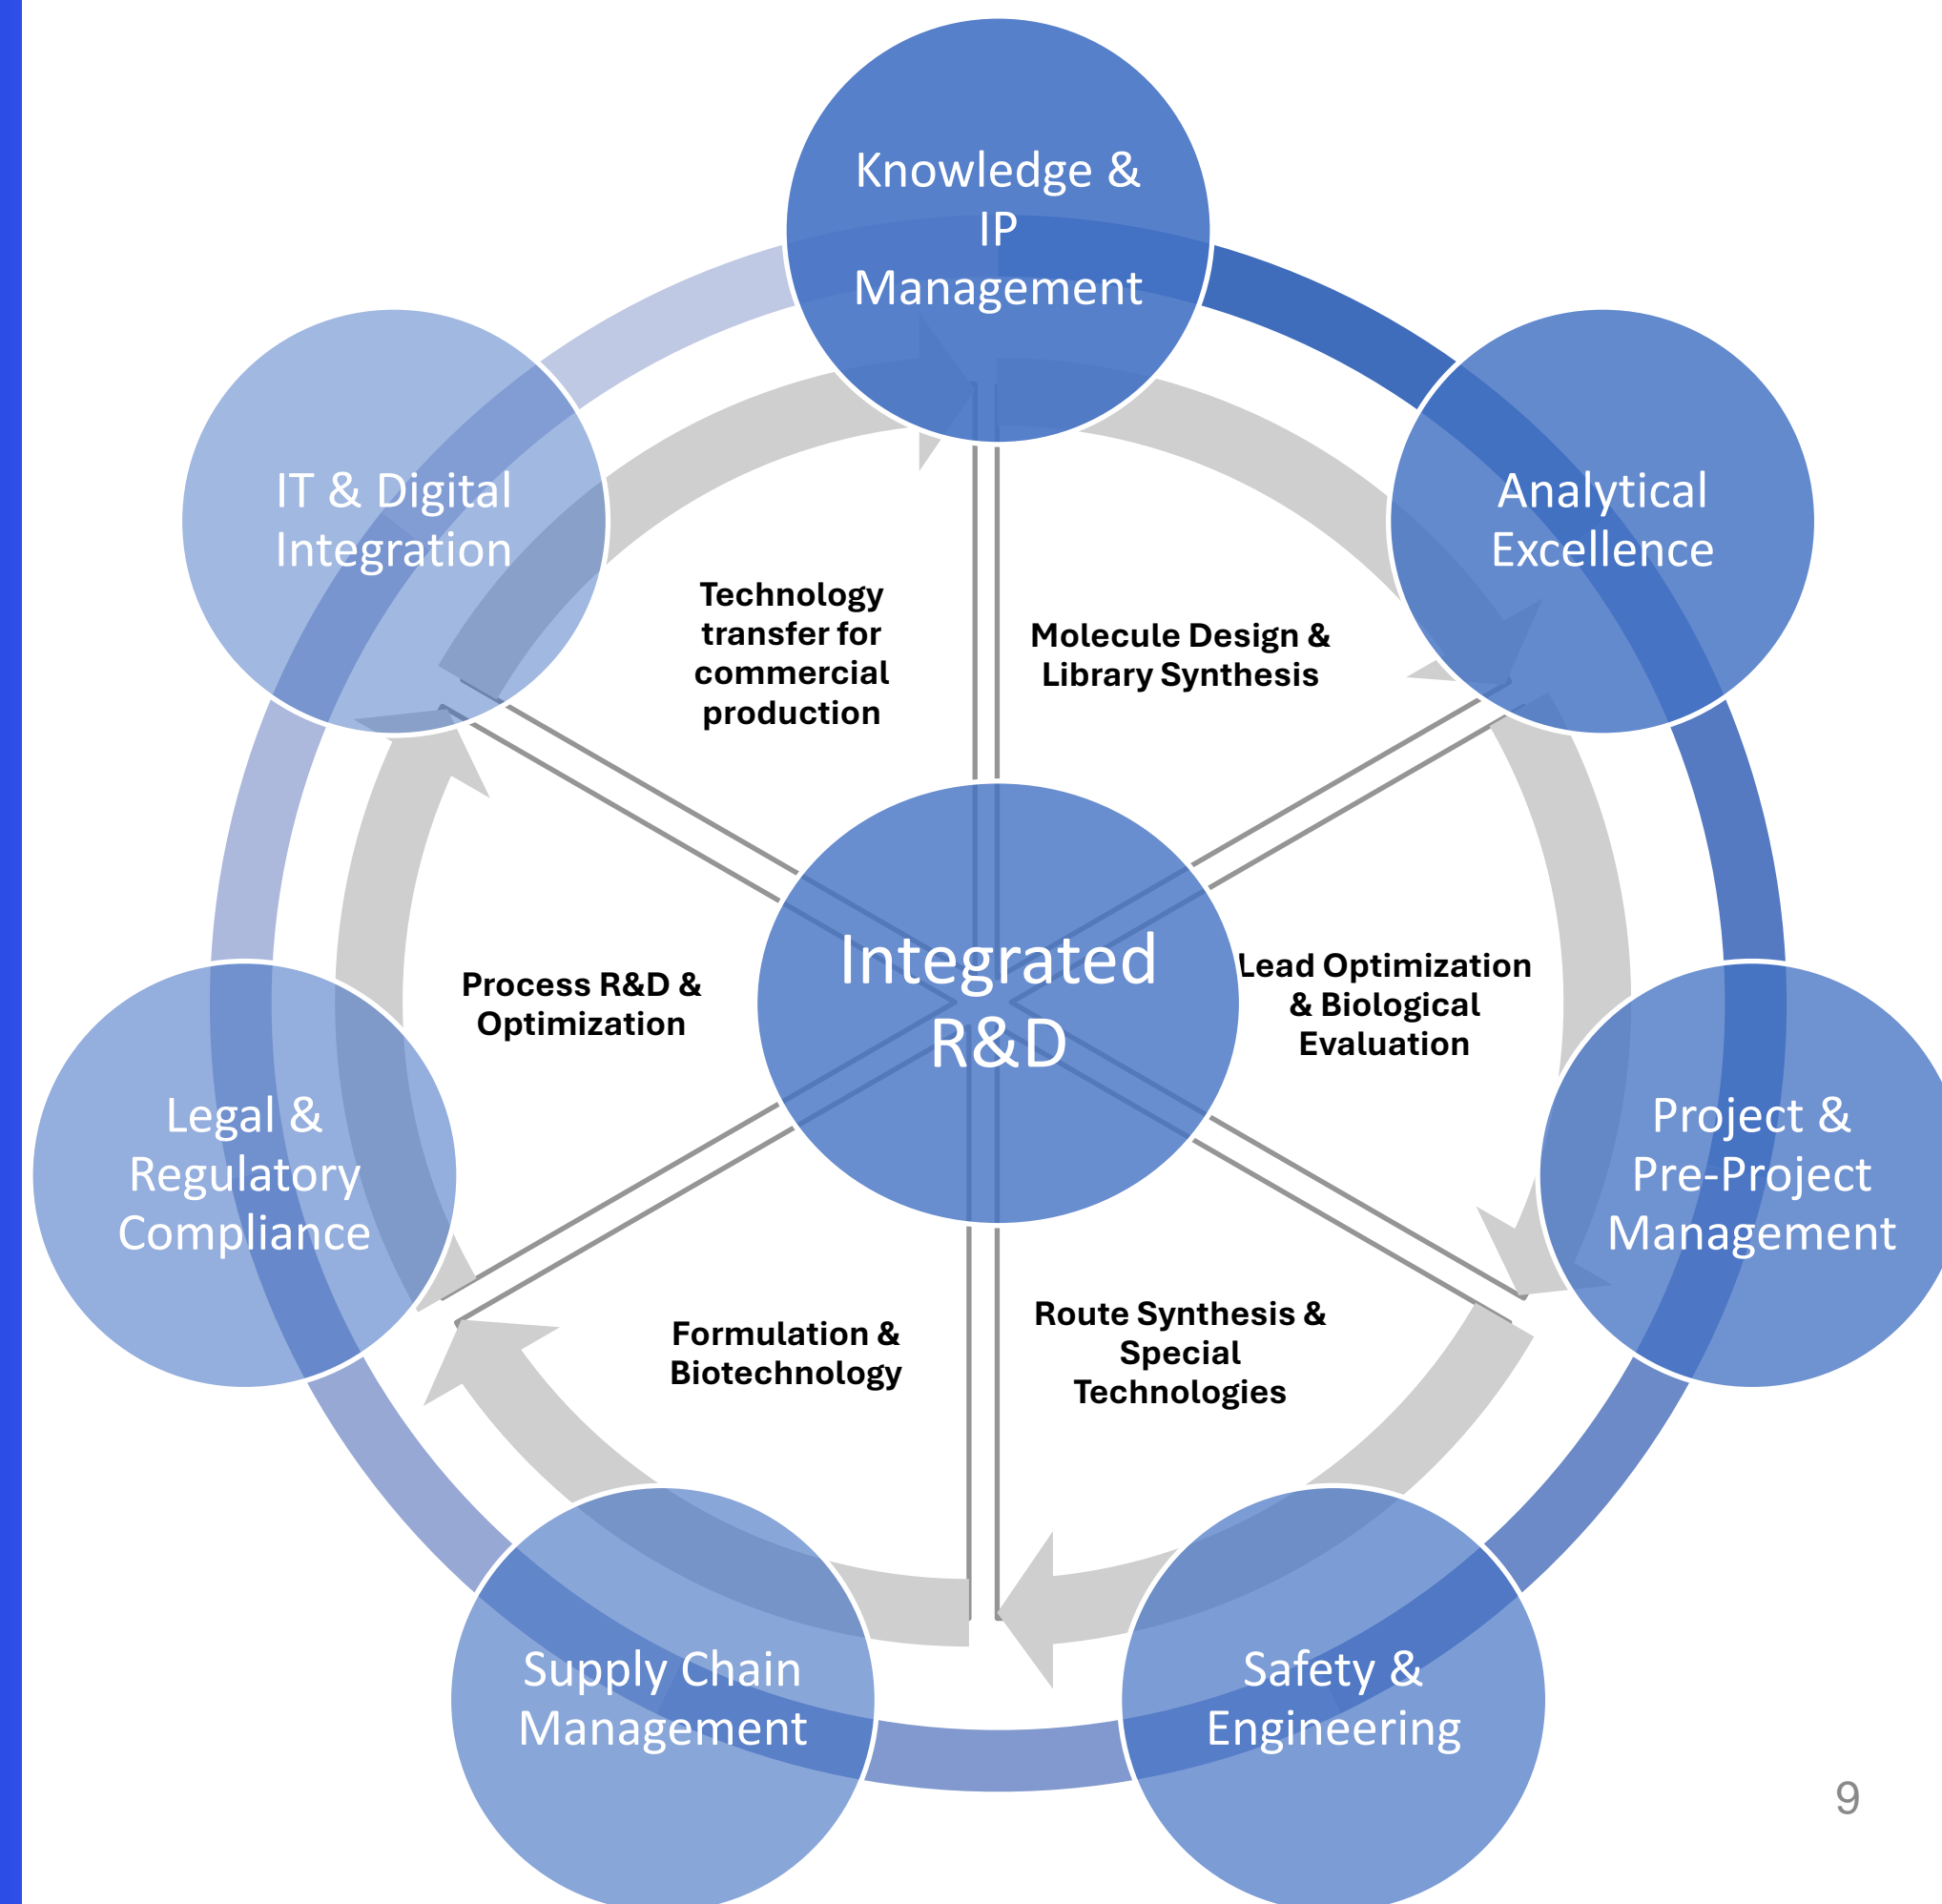 Knowledge &
IP
Management
IT & Digital
Integration
Analytical
Excellence
Technology
transfer for
commercial
production
Molecule Design &
Library Synthesis
Integrated
R&D
Process R&D &
Optimization
Lead Optimization
& Biological
Evaluation
Legal &
Regulatory
Compliance
Project &
Pre-Project
Management
Formulation &
Biotechnology
Route Synthesis &
Special
Technologies
Supply Chain
Management
Safety &
Engineering
9